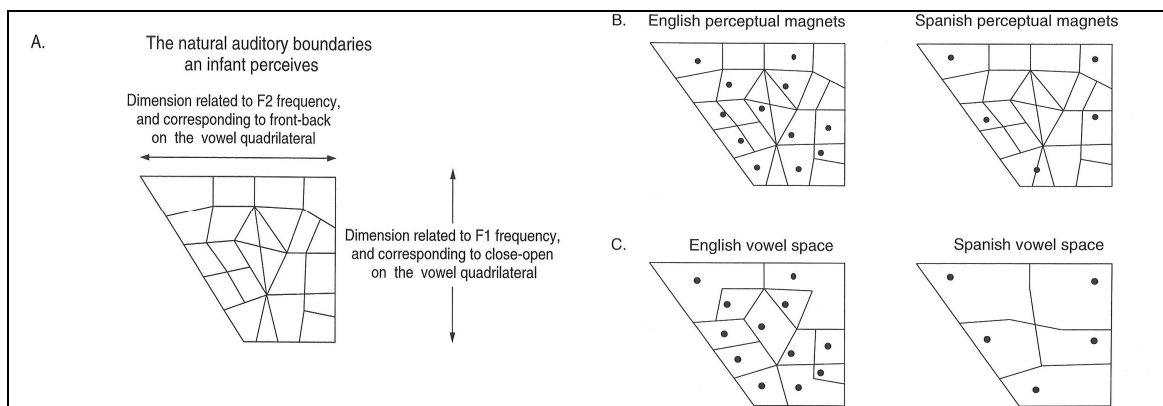 A.
The natural auditory boundaries
an infant perceives
Dimension related to F2 frequency,
and corresponding to front-back
on the vowel quadrilateral
Dimension related to F1 frequency,
and corresponding to close-open
on the vowel quadrilateral
B.
English perceptual magnets
Spanish perceptual magnets
C.
English vowel space
Spanish vowel space